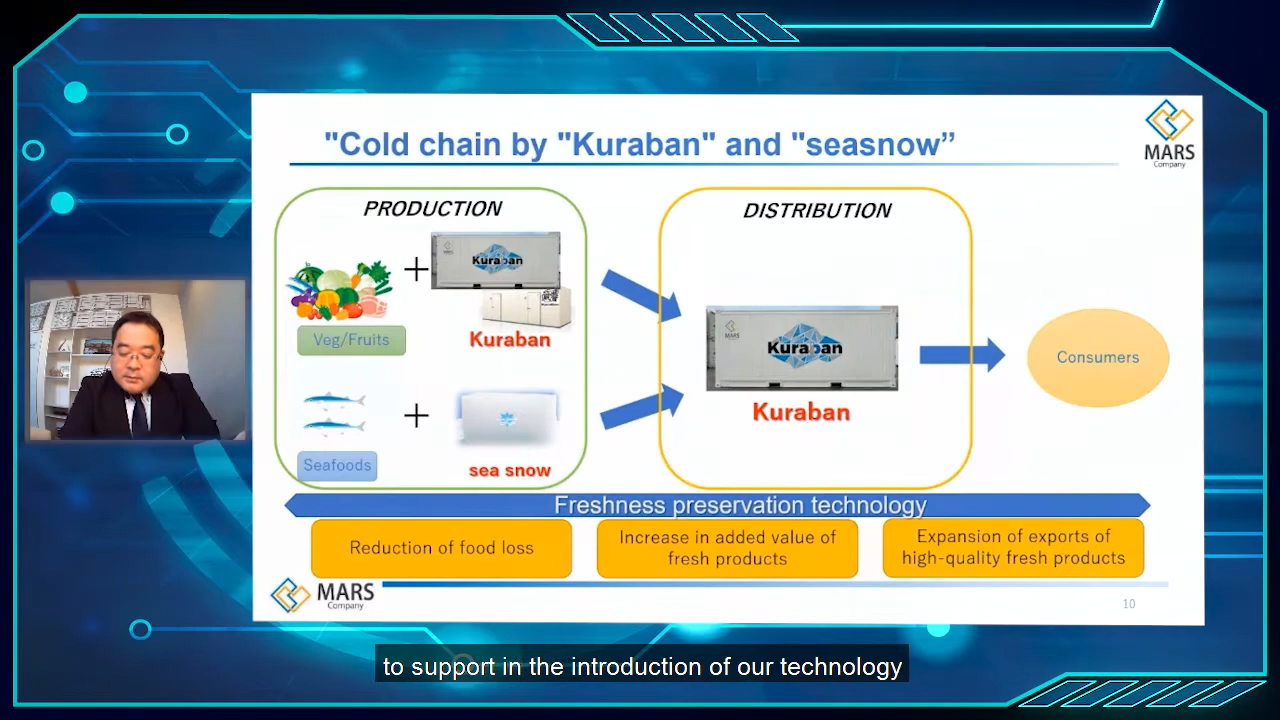 "Cold chain by "Kuraban" and "seasnow”
MARS
Company
PRODUCTION
DISTRIBUTION
MARS
Kuraban
Veg/Fruits
Kuraban
MARS
Kuraban
Consumers
Kuraban
Seafoods
sea snow
Freshness preservation technology
Reduction of food loss
Increase in added value of
fresh products
Expansion of exports of
high-quality fresh products
MARS
Company
10
to support in the introduction of our technology